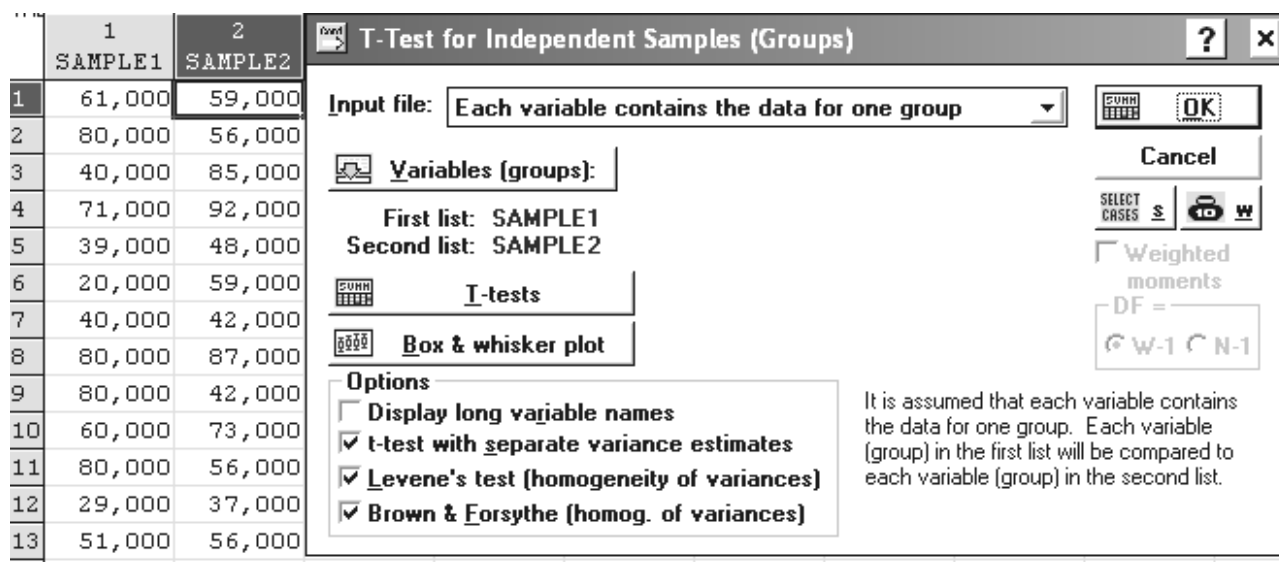 1 2
SAMPLE1 SAMPLE2
1 61,000 59,000
2 80,000 56,000
3 40,000 85,000
4 71,000 92,000
5 39,000 48,000
6 20,000 59,000
7 40,000 42,000
8 80,000 87,000
9 80,000 42,000
10 60,000 73,000
11 80,000 56,000
12 29,000 37,000
13 51,000 56,000
T-Test for Independent Samples (Groups) ? ×
Input file: Each variable contains the data for one group
Variables (groups):
First list: SAMPLE1
Second list: SAMPLE2
T-tests
Box & whisker plot
Options
Display long variable names
t-test with separate variance estimates
Levene's test (homogeneity of variances)
Brown & Forsythe (homog. of variances)
SUMM OK
Cancel
SELECT CASES S W
Weighted
moments
DF =
W-1 N-1
It is assumed that each variable contains
the data for one group. Each variable
(group) in the first list will be compared to
each variable (group) in the second list.